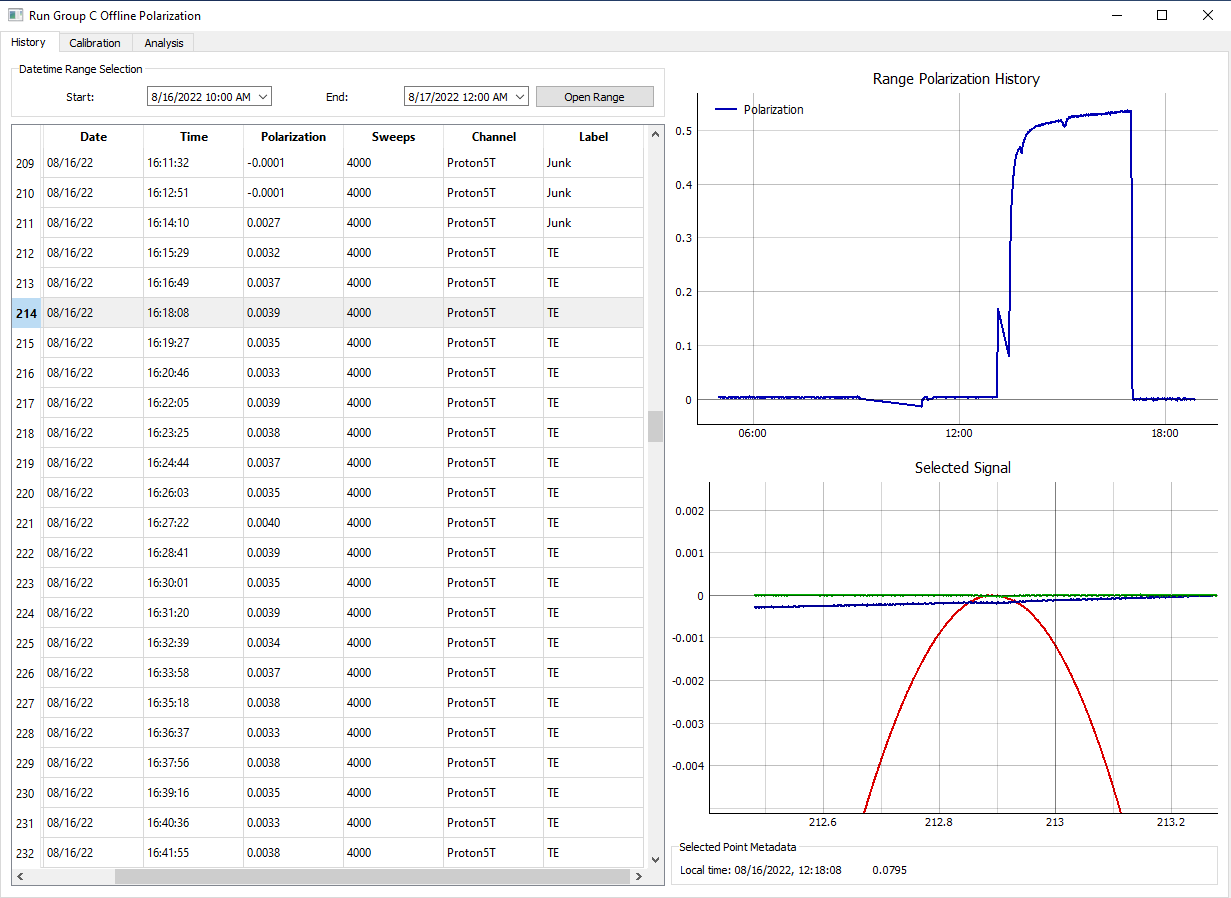 Run Group C Offline Polarization
History Calibration Analysis
Datetime Range Selection
Start: 8/16/2022 10:00 AM End: 8/17/2022 12:00 AM Open Range
Date Time Polarization Sweeps Channel Label
209 08/16/22 16:11:32 -0.0001 4000 Proton5T Junk
210 08/16/22 16:12:51 -0.0001 4000 Proton5T Junk
211 08/16/22 16:14:10 0.0027 4000 Proton5T Junk
212 08/16/22 16:15:29 0.0032 4000 Proton5T TE
213 08/16/22 16:16:49 0.0037 4000 Proton5T TE
214 08/16/22 16:18:08 0.0039 4000 Proton5T TE
215 08/16/22 16:19:27 0.0035 4000 Proton5T TE
216 08/16/22 16:20:46 0.0033 4000 Proton5T TE
217 08/16/22 16:22:05 0.0039 4000 Proton5T TE
218 08/16/22 16:23:25 0.0038 4000 Proton5T TE
219 08/16/22 16:24:44 0.0037 4000 Proton5T TE
220 08/16/22 16:26:03 0.0035 4000 Proton5T TE
221 08/16/22 16:27:22 0.0040 4000 Proton5T TE
222 08/16/22 16:28:41 0.0039 4000 Proton5T TE
223 08/16/22 16:30:01 0.0035 4000 Proton5T TE
224 08/16/22 16:31:20 0.0039 4000 Proton5T TE
225 08/16/22 16:32:39 0.0034 4000 Proton5T TE
226 08/16/22 16:33:58 0.0037 4000 Proton5T TE
227 08/16/22 16:35:18 0.0038 4000 Proton5T TE
228 08/16/22 16:36:37 0.0033 4000 Proton5T TE
229 08/16/22 16:37:56 0.0038 4000 Proton5T TE
230 08/16/22 16:39:16 0.0035 4000 Proton5T TE
231 08/16/22 16:40:36 0.0033 4000 Proton5T TE
232 08/16/22 16:41:55 0.0038 4000 Proton5T TE
Range Polarization History
Polarization
0.5
0.4
0.3
0.2
0.1
0
06:00 12:00 18:00
Selected Signal
0.002
0.001
0
-0.001
-0.002
-0.003
-0.004
212.6 212.8 213 213.2
Selected Point Metadata
Local time: 08/16/2022, 12:18:08 0.0795